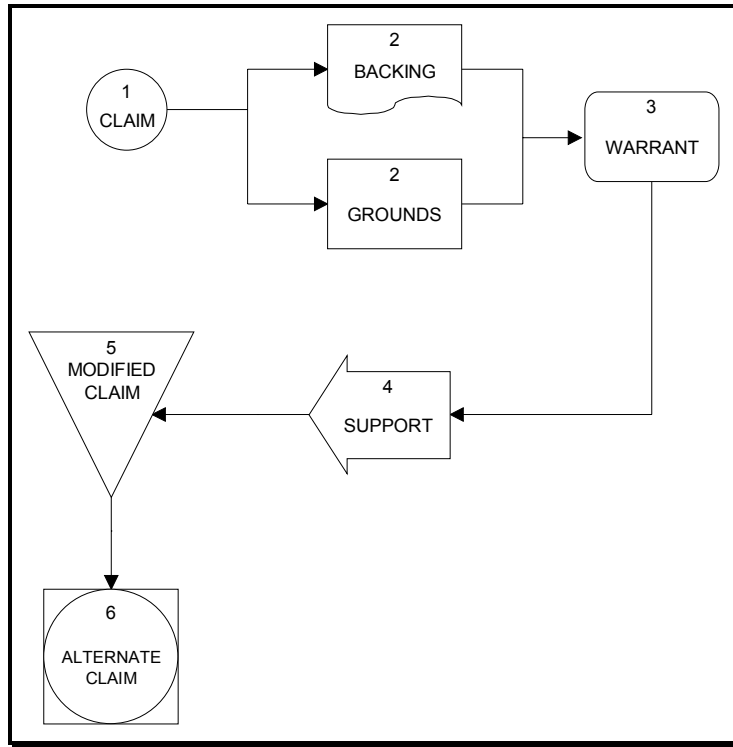 1
CLAIM
2
BACKING
2
GROUNDS
3
WARRANT
4
SUPPORT
5
MODIFIED
CLAIM
6
ALTERNATE
CLAIM